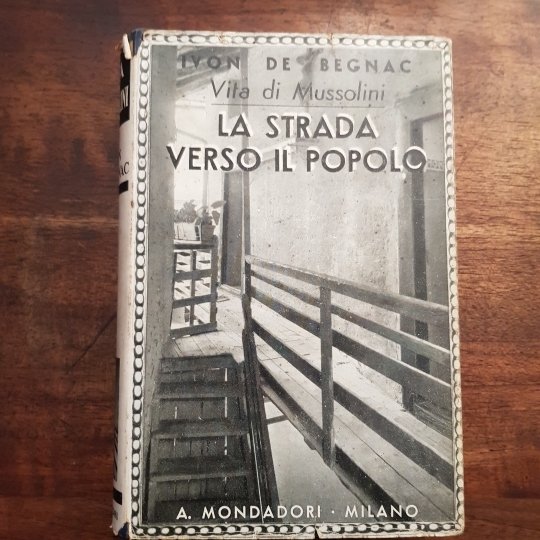 IVON DE BEGNAC
Vita di Mussolini
LA STRADA
VERSO IL POPOLO
A. MONDADORI · MILANO